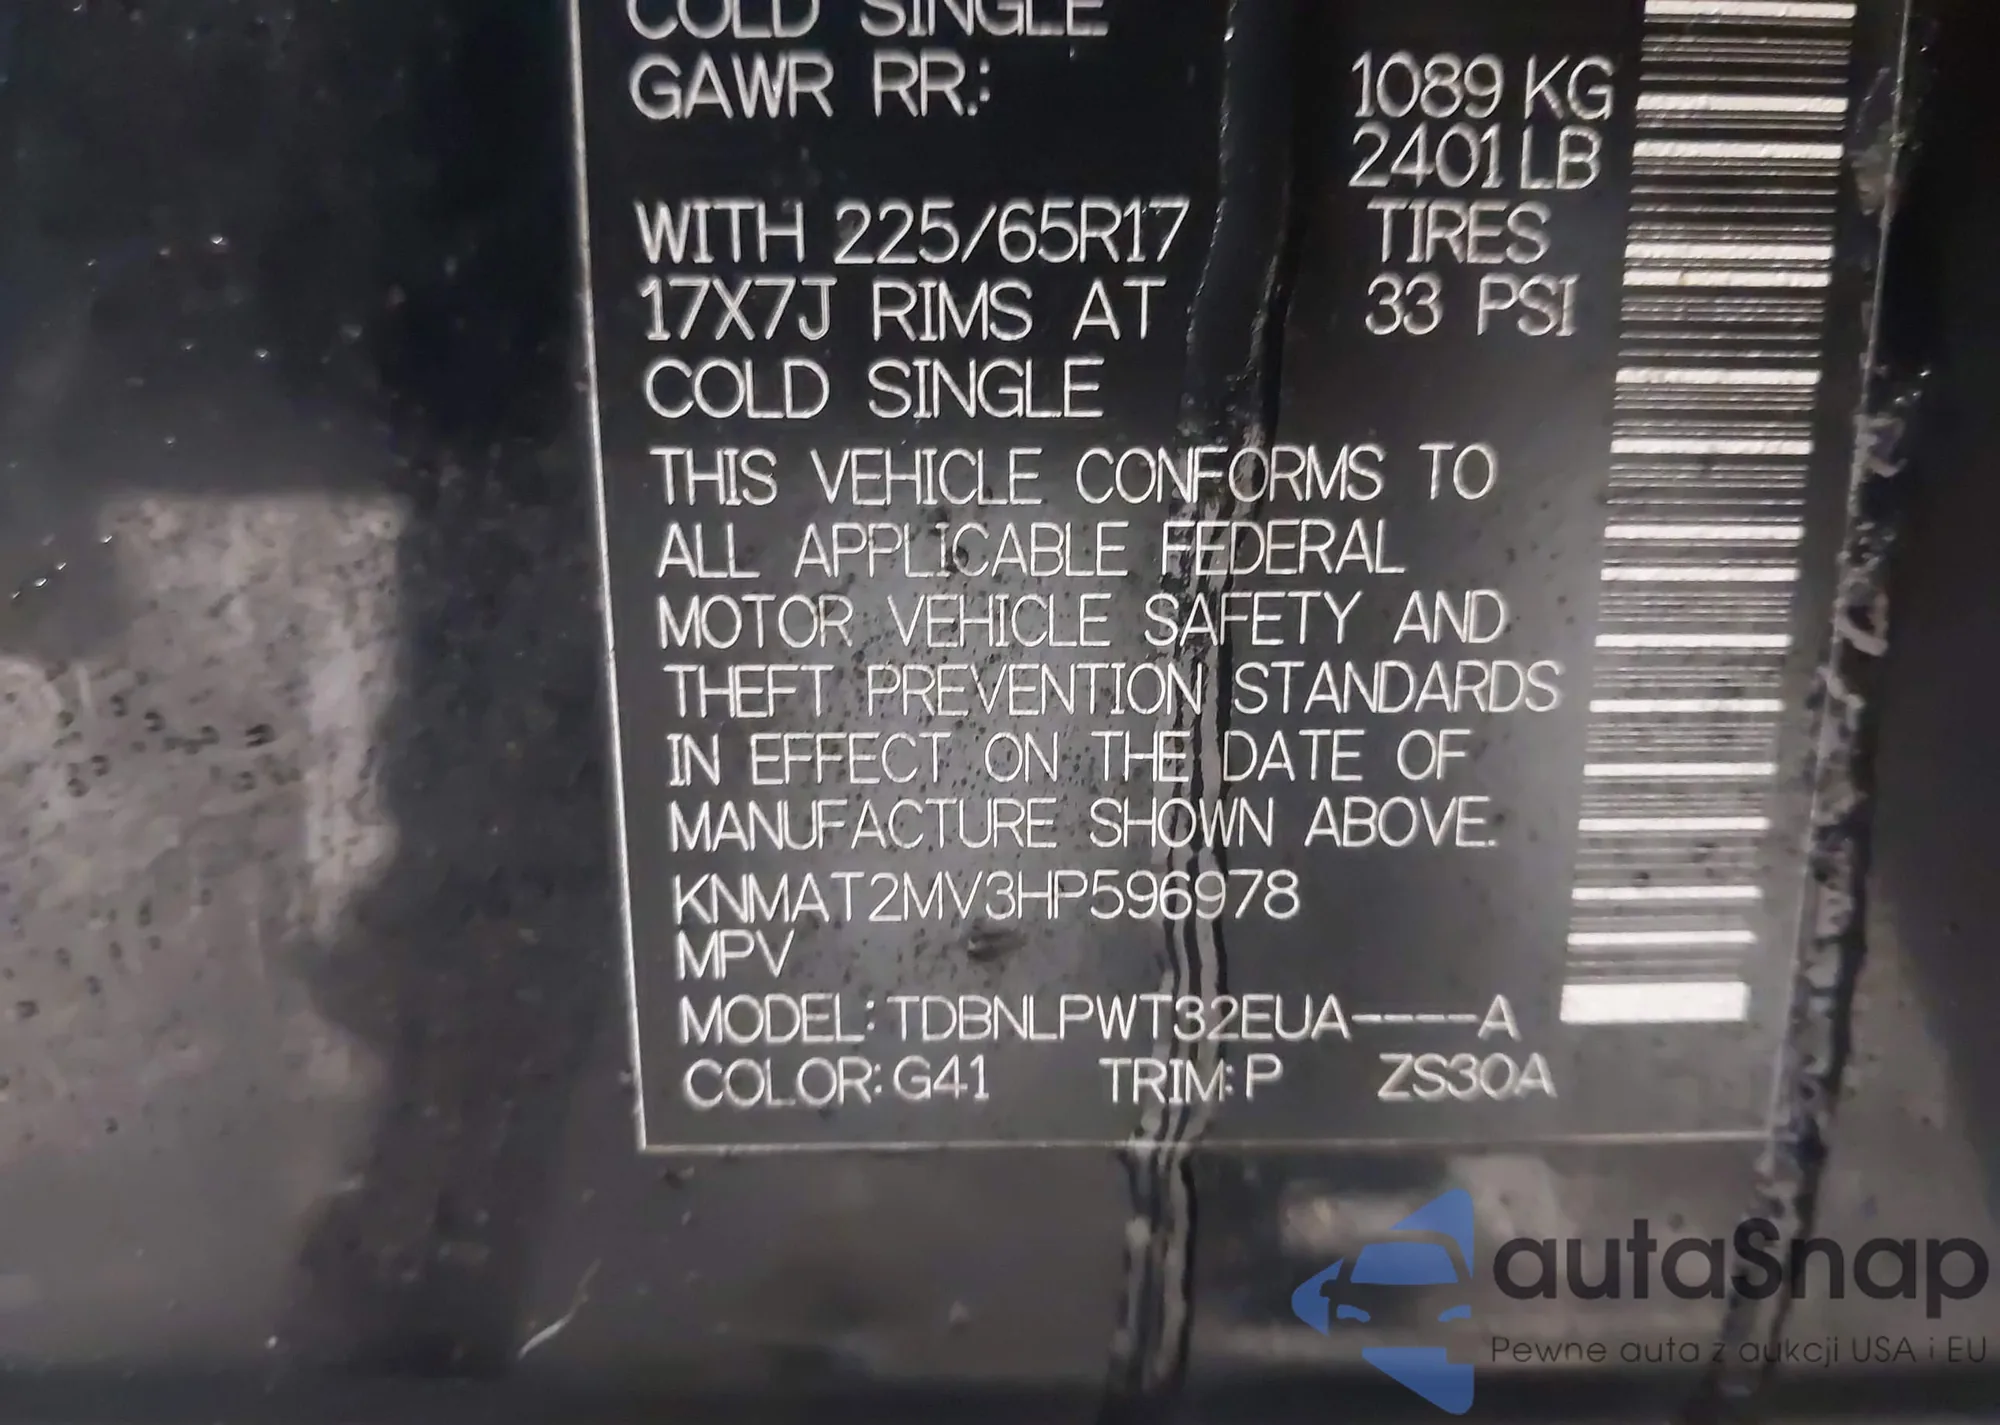 COLD SINGLE
GAWR RR.: 1089 KG
2401 LB
WITH 225/65R17 TIRES
17X7J RIMS AT 33 PSI
COLD SINGLE
THIS VEHICLE CONFORMS TO
ALL APPLICABLE FEDERAL
MOTOR VEHICLE SAFETY AND
THEFT PREVENTION STANDARDS
IN EFFECT ON THE DATE OF
MANUFACTURE SHOWN ABOVE.
KNMAT2MV3HP596978
MPV
MODEL: TDBNLPWT32EUA----A
COLOR: G41 TRIM: P ZS30A
autaSnap
Pewne auta z aukcji USA i EU